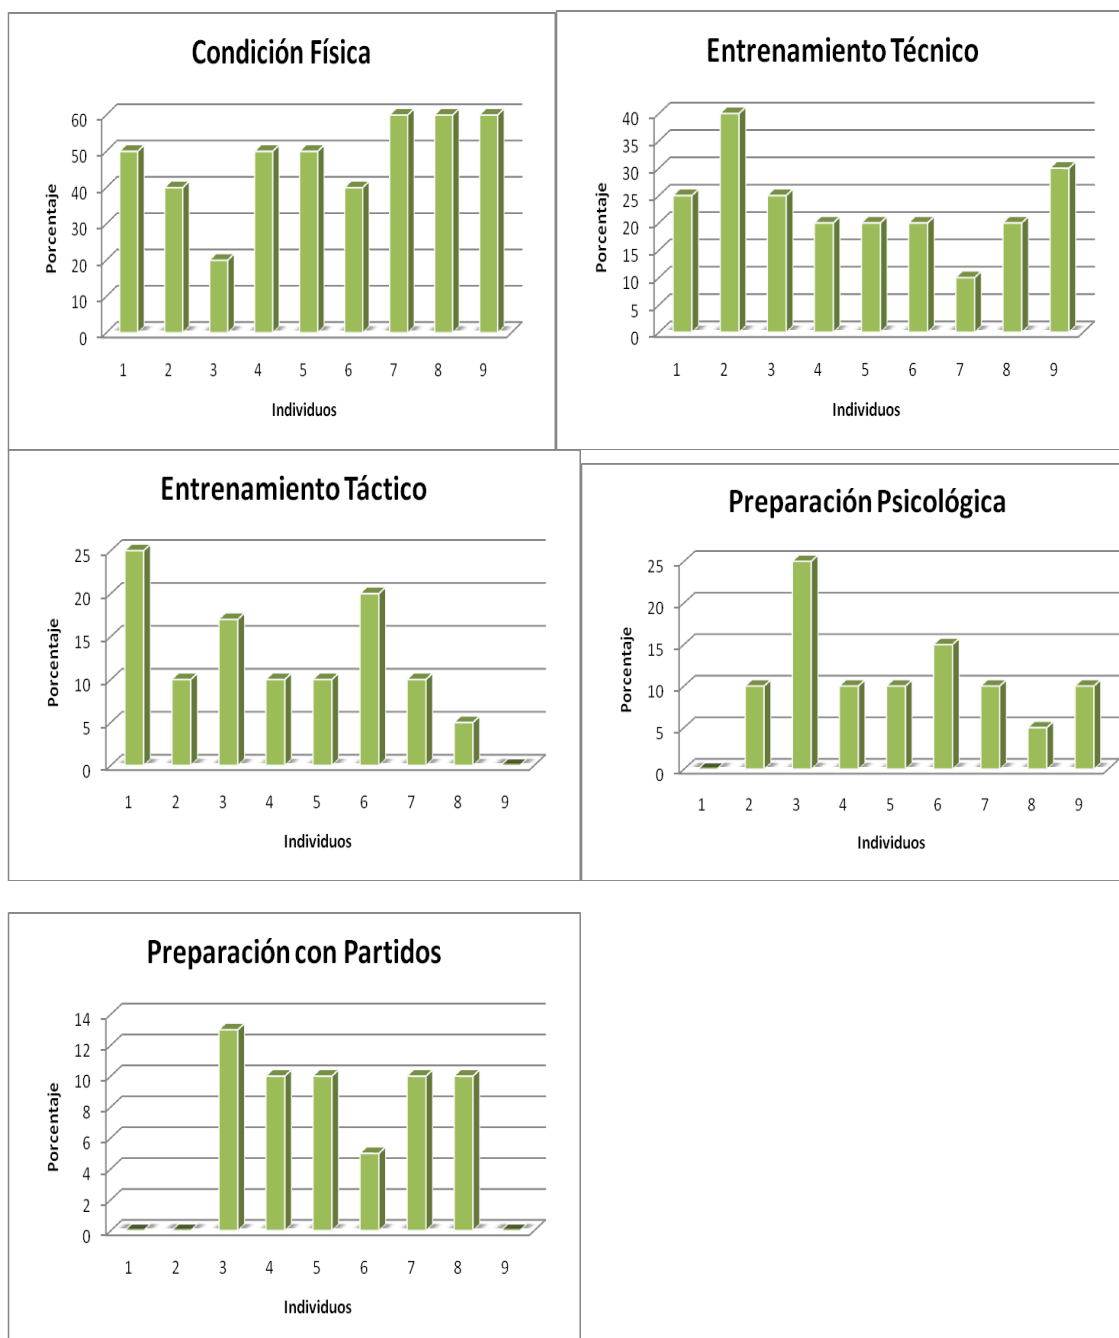 Condición Física
Porcentaje
60
50
40
30
20
10
0
1 2 3 4 5 6 7 8 9
Individuos
Entrenamiento Técnico
Porcentaje
40
35
30
25
20
15
10
5
0
1 2 3 4 5 6 7 8 9
Individuos
Entrenamiento Táctico
Porcentaje
25
20
15
10
5
0
1 2 3 4 5 6 7 8 9
Individuos
Preparación Psicológica
Porcentaje
25
20
15
10
5
0
1 2 3 4 5 6 7 8 9
Individuos
Preparación con Partidos
Porcentaje
14
12
10
8
6
4
2
0
1 2 3 4 5 6 7 8 9
Individuos